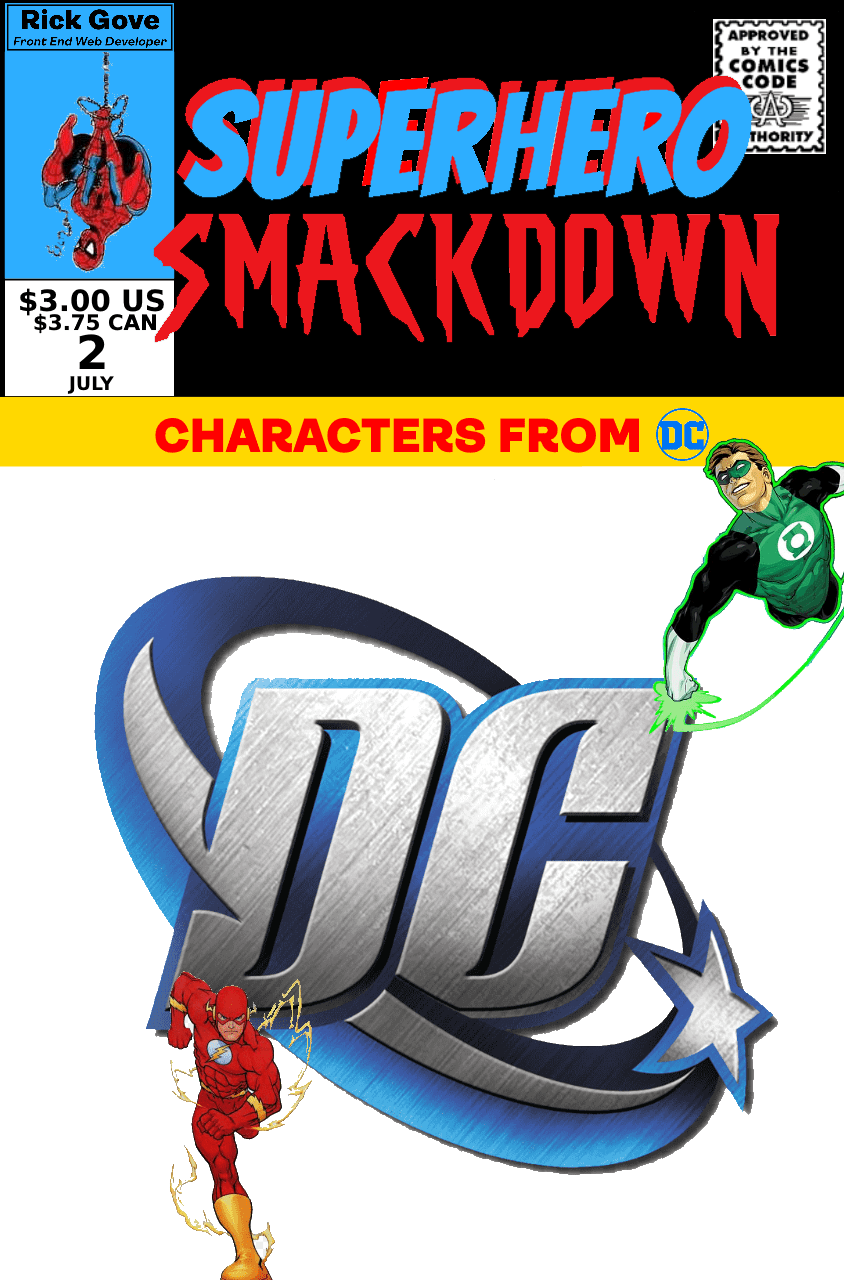 Rick Gove
Front End Web Developer
APPROVED
BY THE
COMICS
CODE
AUTHORITY
SUPERHERO
SMACKDOWN
$3.00 US
$3.75 CAN
2
JULY
CHARACTERS FROM DC
DC